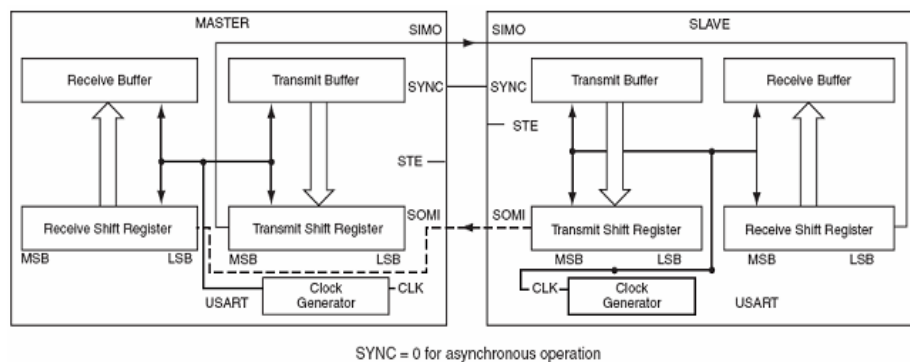 MASTER
SIMO
Receive Buffer
Transmit Buffer
SYNC
STE
SOMI
Receive Shift Register
Transmit Shift Register
MSB
LSB
MSB
LSB
USART
Clock
Generator
CLK
SLAVE
SIMO
SYNC
Transmit Buffer
Receive Buffer
STE
SOMI
Transmit Shift Register
Receive Shift Register
MSB
LSB
MSB
LSB
CLK
Clock
Generator
USART
SYNC = 0 for asynchronous operation